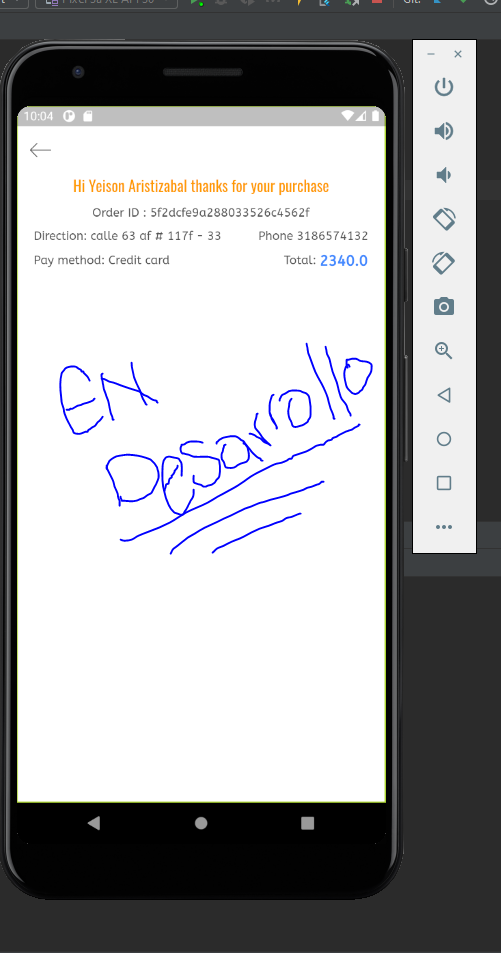 10:04
Hi Yeison Aristizabal thanks for your purchase
Order ID : 5f2dcfe9a288033526c4562f
Direction: calle 63 af # 117f - 33 Phone 3186574132
Pay method: Credit card Total: 2340.0
EN
Desarrollo